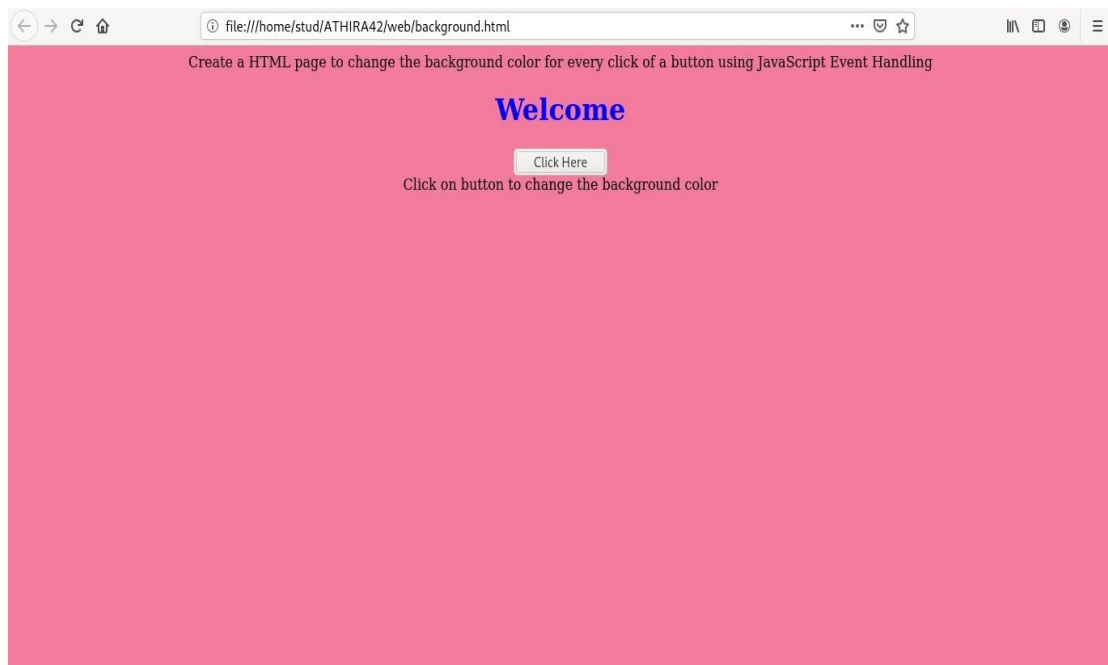 file:///home/stud/ATHIRA42/web/background.html
Create a HTML page to change the background color for every click of a button using JavaScript Event Handling
Welcome
Click Here
Click on button to change the background color